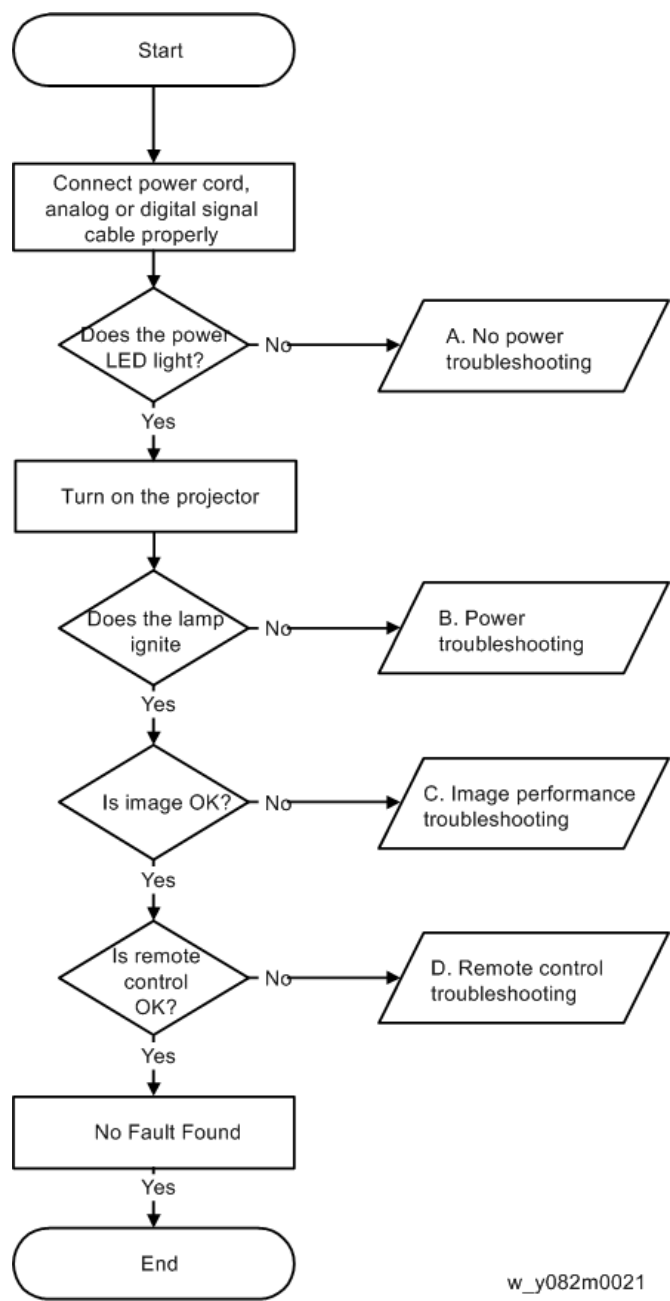 Start
Connect power cord,
analog or digital signal
cable properly
Does the power
LED light?
No
A. No power
troubleshooting
Yes
Turn on the projector
Does the lamp
ignite
No
B. Power
troubleshooting
Yes
Is image OK?
No
C. Image performance
troubleshooting
Yes
Is remote
control
OK?
No
D. Remote control
troubleshooting
Yes
No Fault Found
Yes
End
w_y082m0021